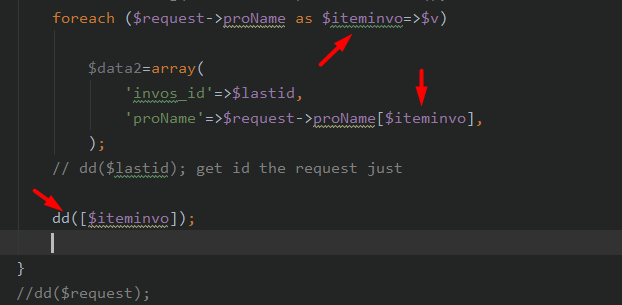 foreach ($request->proName as $iteminvo=>$v)
$data2=array(
'invos_id'=>$lastid,
'proName'=>$request->proName[$iteminvo],
);
// dd($lastid); get id the request just
dd([$iteminvo]);
}
//dd($request);